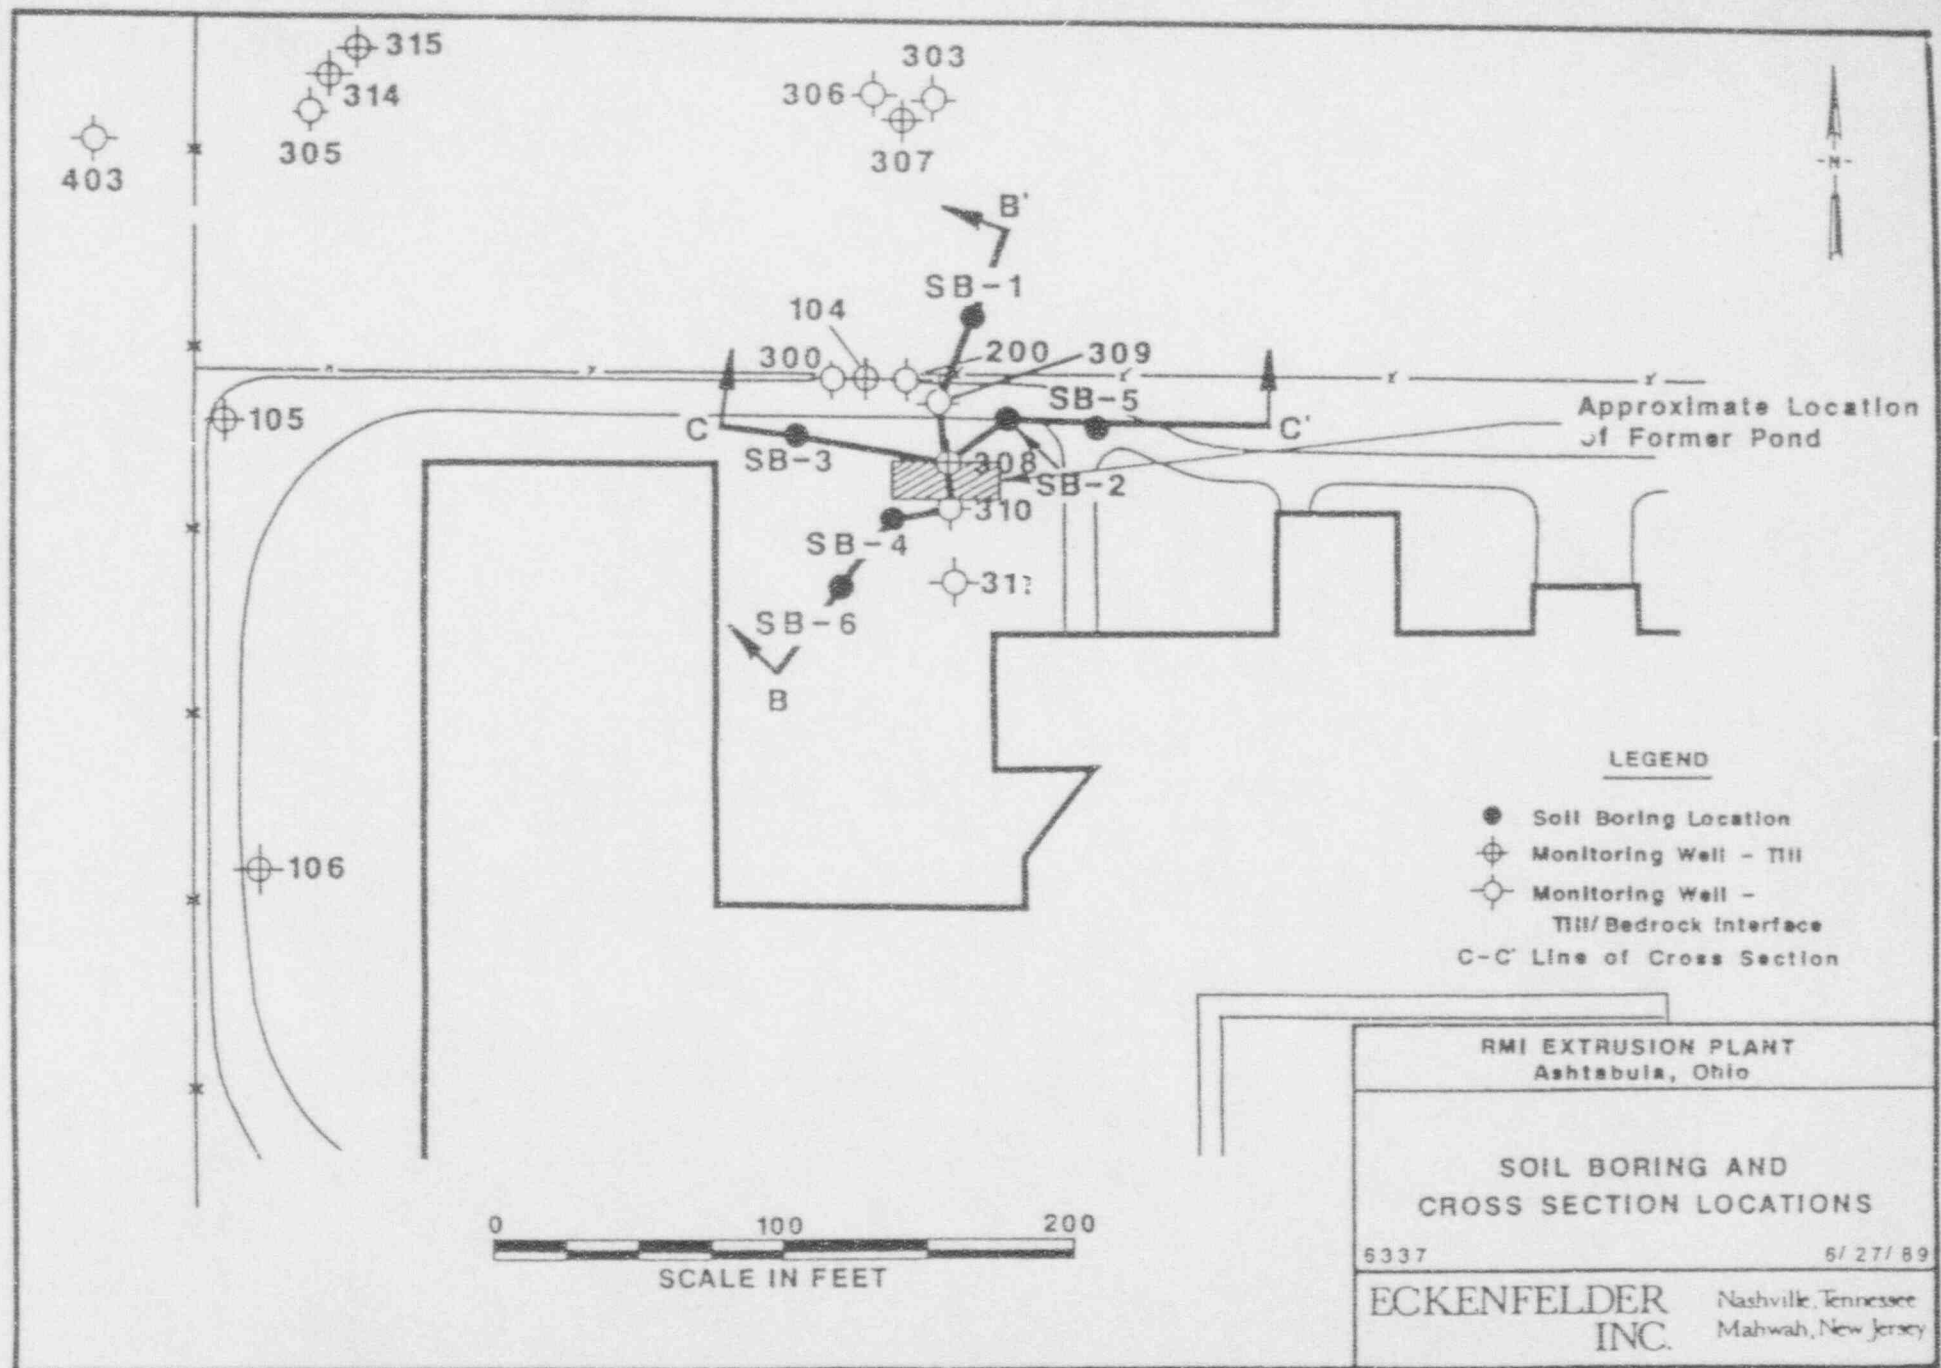 315
303
314
306
305
307
403
B'
SB-1
104
300
200
309
SB-5
105
C
C'
Approximate Location
of Former Pond
SB-3
308
SB-2
310
SB-4
SB-6
B
106
-N-
LEGEND
Soil Boring Location
Monitoring Well - Till
Monitoring Well -
Till/Bedrock Interface
C-C' Line of Cross Section
RMI EXTRUSION PLANT
Ashtabula, Ohio
SOIL BORING AND
CROSS SECTION LOCATIONS
6337 6/27/89
0 100 200
SCALE IN FEET
ECKENFELDER
INC.
Nashville, Tennessee
Mahwah, New Jersey